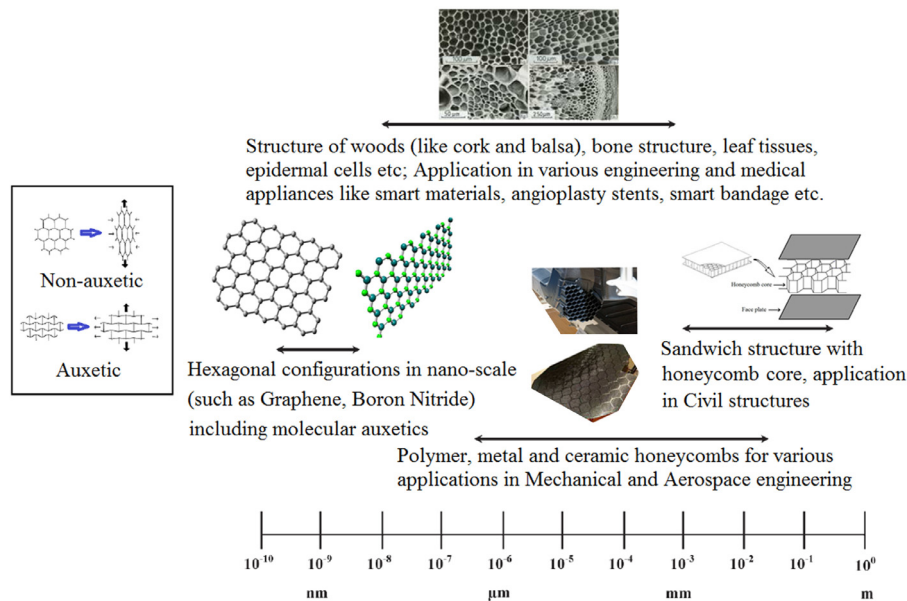 100µm
100µm
50µm
250µm
Structure of woods (like cork and balsa), bone structure, leaf tissues,
epidermal cells etc; Application in various engineering and medical
appliances like smart materials, angioplasty stents, smart bandage etc.
Non-auxetic
Auxetic
Hexagonal configurations in nano-scale
(such as Graphene, Boron Nitride)
including molecular auxetics
Honeycomb core
Face plate
Sandwich structure with
honeycomb core, application
in Civil structures
Polymer, metal and ceramic honeycombs for various
applications in Mechanical and Aerospace engineering
10⁻¹⁰ 10⁻⁹ 10⁻⁸ 10⁻⁷ 10⁻⁶ 10⁻⁵ 10⁻⁴ 10⁻³ 10⁻² 10⁻¹ 10⁰
nm µm mm m